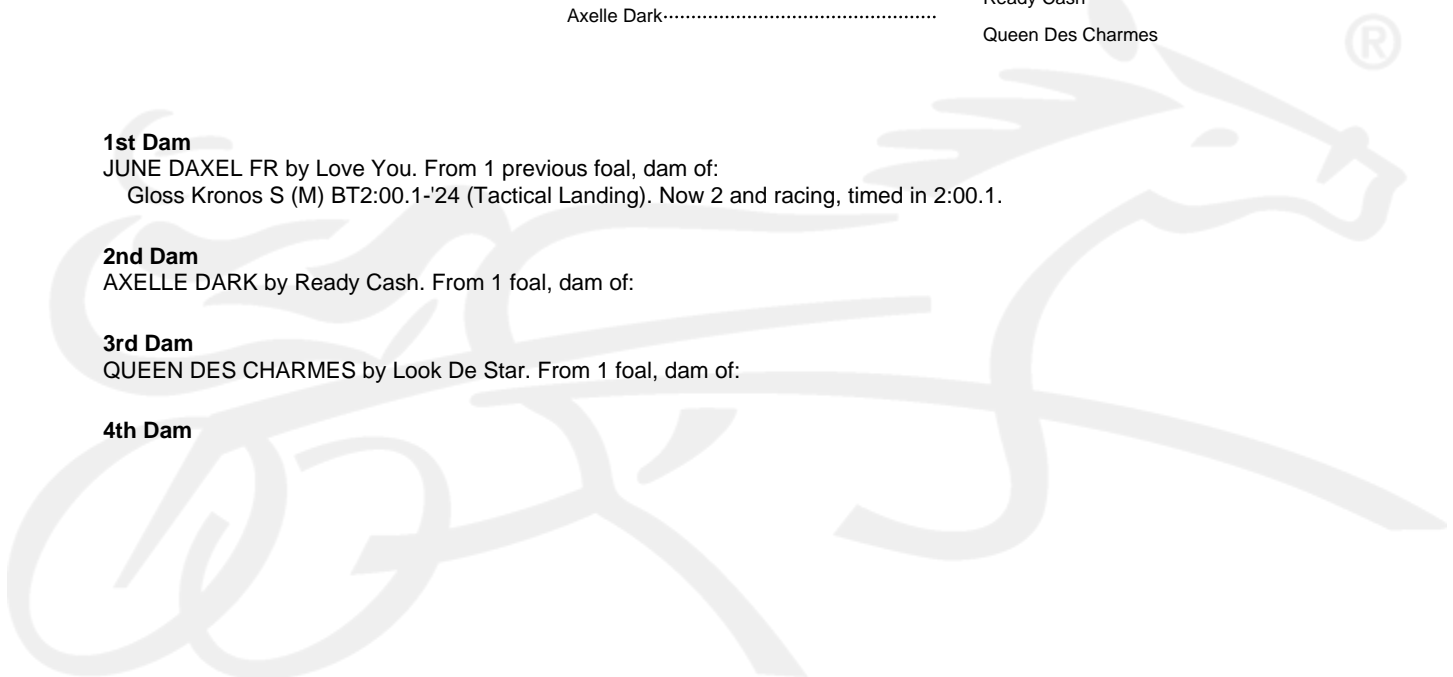 Ready Cash
Axelle Dark
Queen Des Charmes
®
1st Dam
JUNE DAXEL FR by Love You. From 1 previous foal, dam of:
Gloss Kronos S (M) BT2:00.1-'24 (Tactical Landing). Now 2 and racing, timed in 2:00.1.
2nd Dam
AXELLE DARK by Ready Cash. From 1 foal, dam of:
3rd Dam
QUEEN DES CHARMES by Look De Star. From 1 foal, dam of:
4th Dam